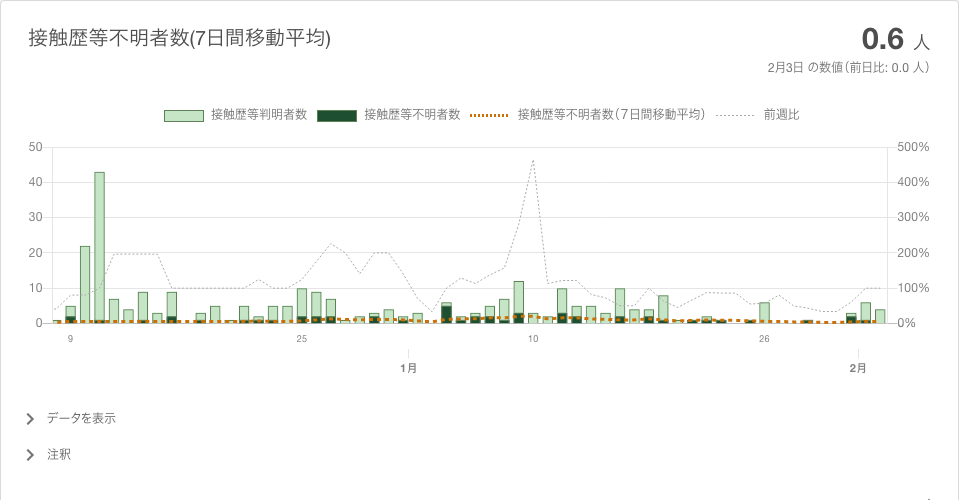 接触歴等不明者数(7日間移動平均)
0.6 人
2月3日 の数値（前日比: 0.0 人）
接触歴等判明者数 接触歴等不明者数 接触歴等不明者数（7日間移動平均） 前週比
50 500%
40 400%
30 300%
20 200%
10 100%
0 0%
9 25 10 26
1月 2月
データを表示
注釈